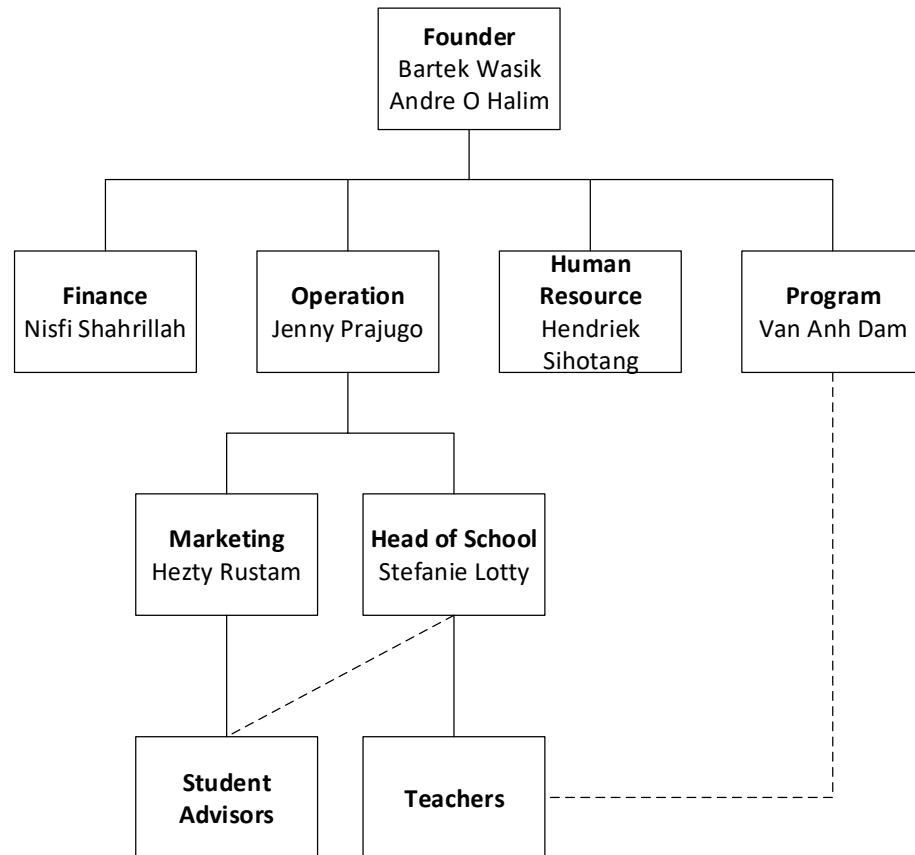 Founder
Bartek Wasik
Andre O Halim
Finance
Nisfi Shahrillah
Operation
Jenny Prajugo
Human
Resource
Hendriek
Sihotang
Program
Van Anh Dam
Marketing
Hezty Rustam
Head of School
Stefanie Lotty
Student
Advisors
Teachers